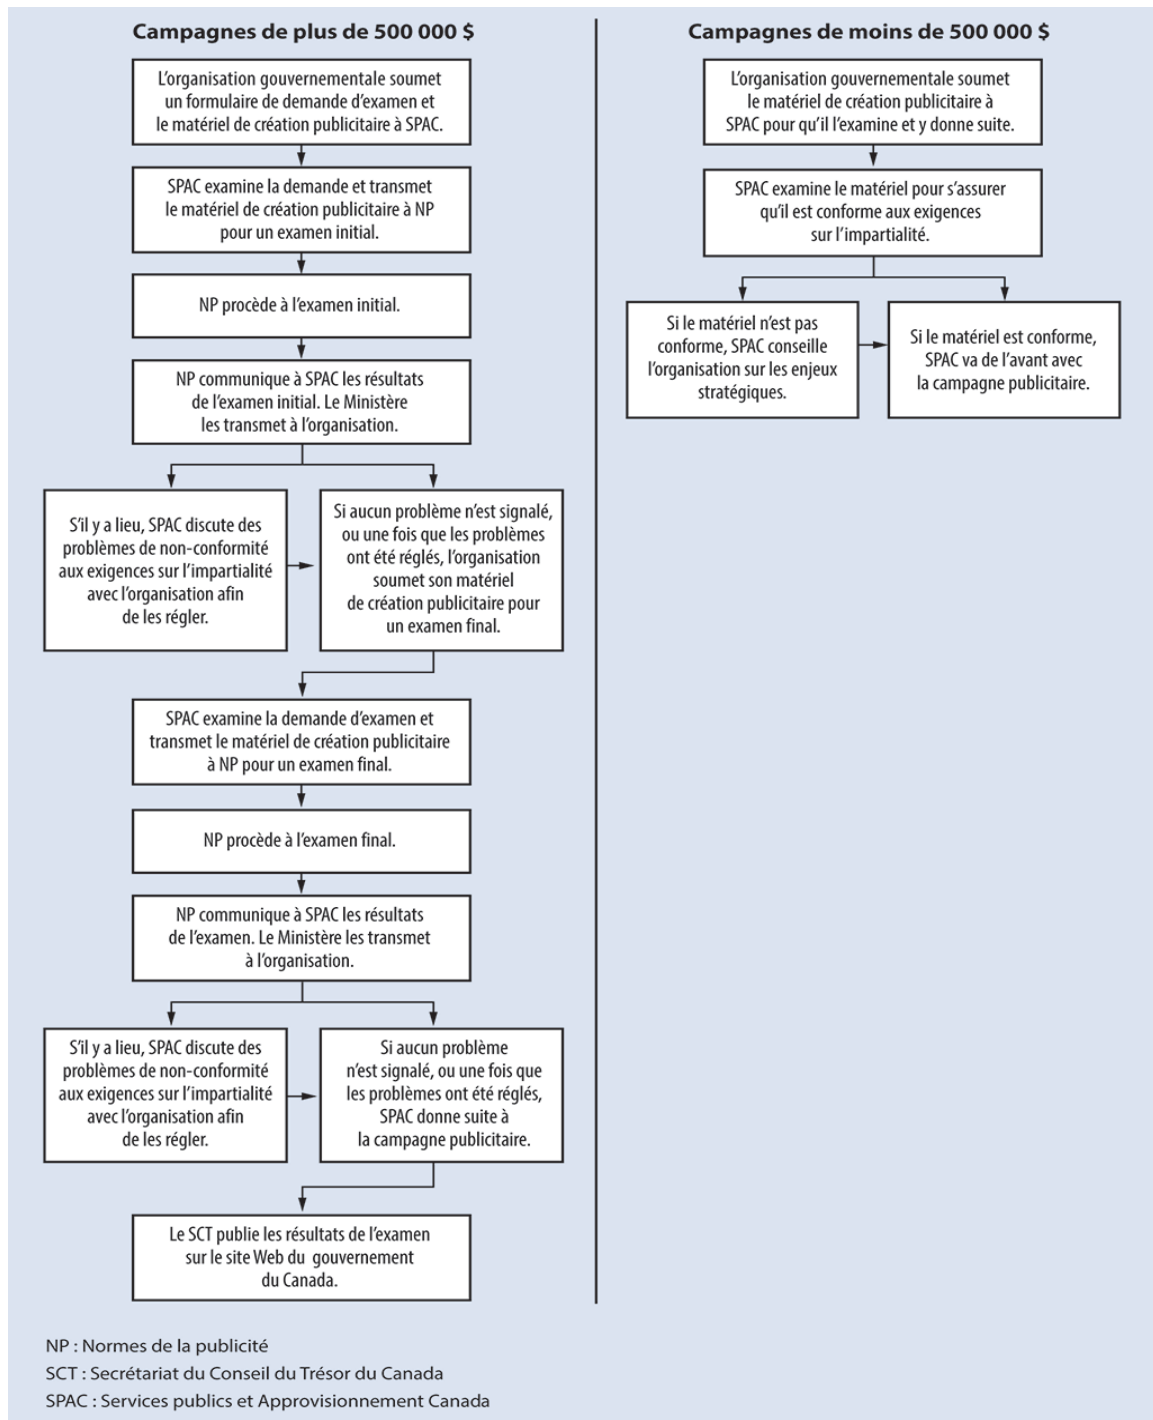 Campagnes de plus de 500 000 $
L'organisation gouvernementale soumet
un formulaire de demande d'examen et
le matériel de création publicitaire à SPAC.
SPAC examine la demande et transmet
le matériel de création publicitaire à NP
pour un examen initial.
NP procède à l'examen initial.
NP communique à SPAC les résultats
de l'examen initial. Le Ministère
les transmet à l'organisation.
S'il y a lieu, SPAC discute des
problèmes de non-conformité
aux exigences sur l'impartialité
avec l'organisation afin
de les régler.
Si aucun problème n'est signalé,
ou une fois que les problèmes
ont été réglés, l'organisation
soumet son matériel
de création publicitaire pour
un examen final.
SPAC examine la demande d'examen et
transmet le matériel de création publicitaire
à NP pour un examen final.
NP procède à l'examen final.
NP communique à SPAC les résultats
de l'examen. Le Ministère les transmet
à l'organisation.
S'il y a lieu, SPAC discute des
problèmes de non-conformité
aux exigences sur l'impartialité
avec l'organisation afin
de les régler.
Si aucun problème
n'est signalé, ou une fois que
les problèmes ont été réglés,
SPAC donne suite à
la campagne publicitaire.
Le SCT publie les résultats de l'examen
sur le site Web du gouvernement
du Canada.
Campagnes de moins de 500 000 $
L'organisation gouvernementale soumet
le matériel de création publicitaire à
SPAC pour qu'il l'examine et y donne suite.
SPAC examine le matériel pour s'assurer
qu'il est conforme aux exigences
sur l'impartialité.
Si le matériel n'est pas
conforme, SPAC conseille
l'organisation sur les enjeux
stratégiques.
Si le matériel est conforme,
SPAC va de l'avant avec
la campagne publicitaire.
NP : Normes de la publicité
SCT : Secrétariat du Conseil du Trésor du Canada
SPAC : Services publics et Approvisionnement Canada